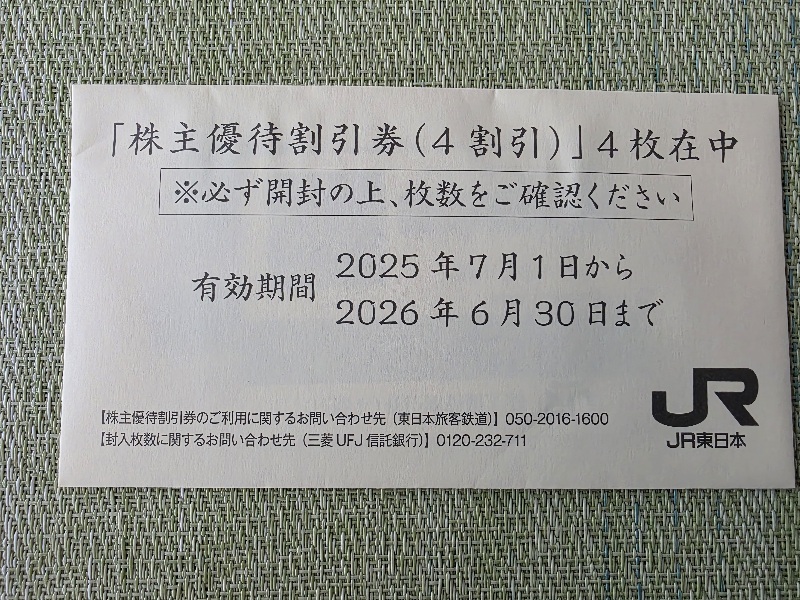 「株主優待割引券(4割引)」4枚在中
※必ず開封の上、枚数をご確認ください
有効期間
2025年7月1日から
2026年6月30日まで
【株主優待割引券のご利用に関するお問い合わせ先(東日本旅客鉄道)】050-2016-1600
【封入枚数に関するお問い合わせ先(三菱UFJ信託銀行)】0120-232-711
JR
JR東日本